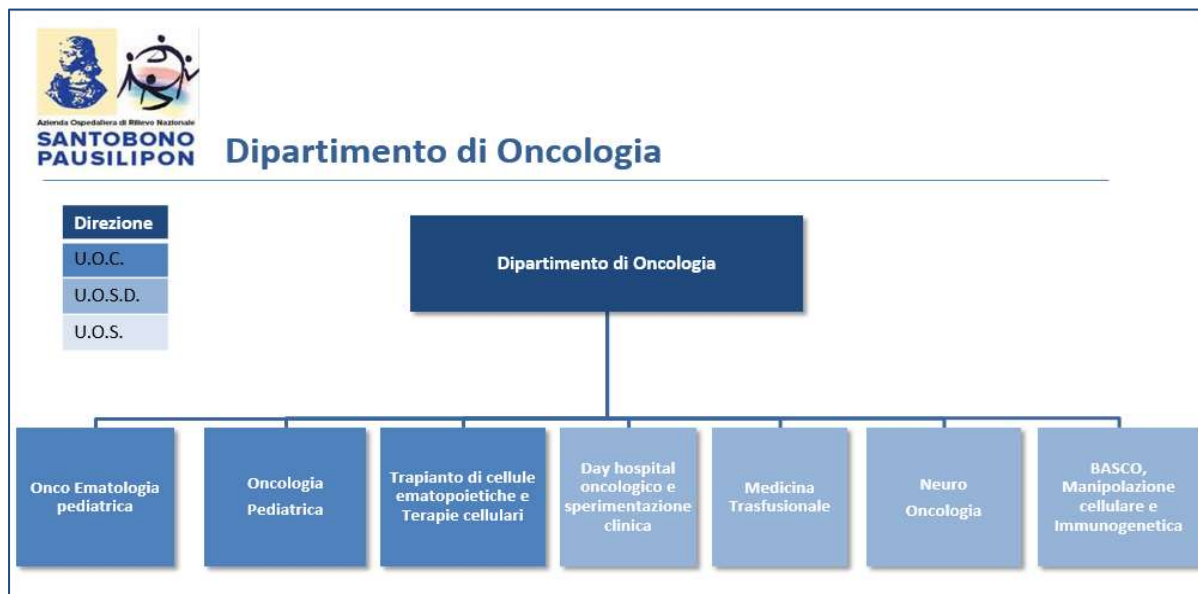 Azienda Ospedaliera di Rilievo Nazionale
SANTOBONO
PAUSILIPON
Dipartimento di Oncologia
Direzione
U.O.C.
U.O.S.D.
U.O.S.
Dipartimento di Oncologia
Onco Ematologia
pediatrica
Oncologia
Pediatrica
Trapianto di cellule
ematopoietiche e
Terapie cellulari
Day hospital
oncologico e
sperimentazione
clinica
Medicina
Trasfusionale
Neuro
Oncologia
BASCO,
Manipolazione
cellulare e
Immunogenetica